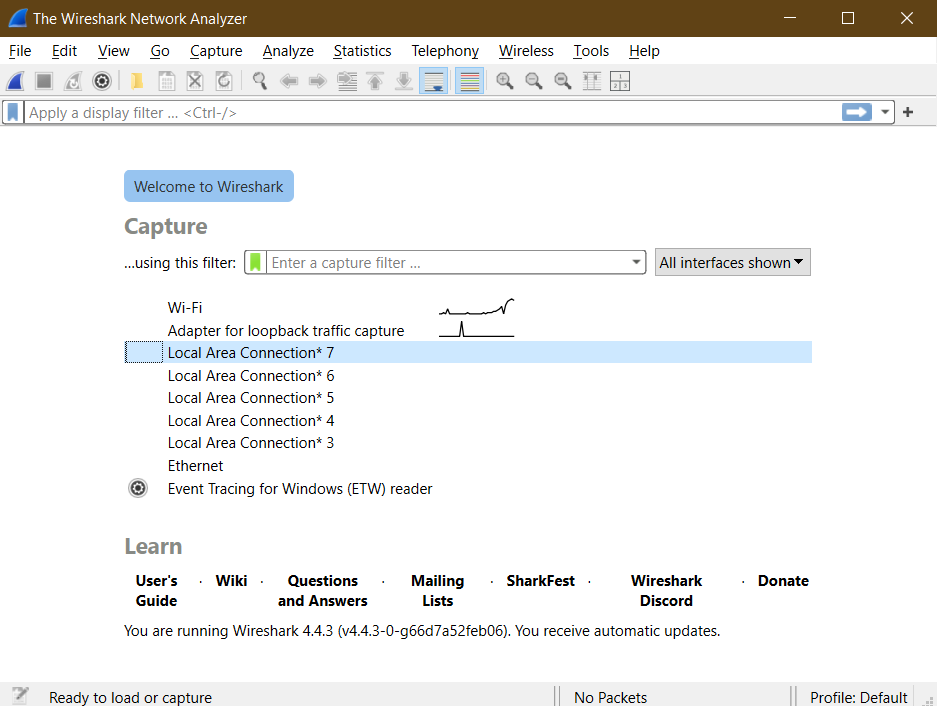 The Wireshark Network Analyzer
File Edit View Go Capture Analyze Statistics Telephony Wireless Tools Help
Apply a display filter ... <Ctrl-/>
Welcome to Wireshark
Capture
...using this filter: Enter a capture filter ... All interfaces shown
Wi-Fi
Adapter for loopback traffic capture
Local Area Connection* 7
Local Area Connection* 6
Local Area Connection* 5
Local Area Connection* 4
Local Area Connection* 3
Ethernet
Event Tracing for Windows (ETW) reader
Learn
User's Guide · Wiki · Questions and Answers · Mailing Lists · SharkFest · Wireshark Discord · Donate
You are running Wireshark 4.4.3 (v4.4.3-0-g66d7a52feb06). You receive automatic updates.
Ready to load or capture No Packets Profile: Default